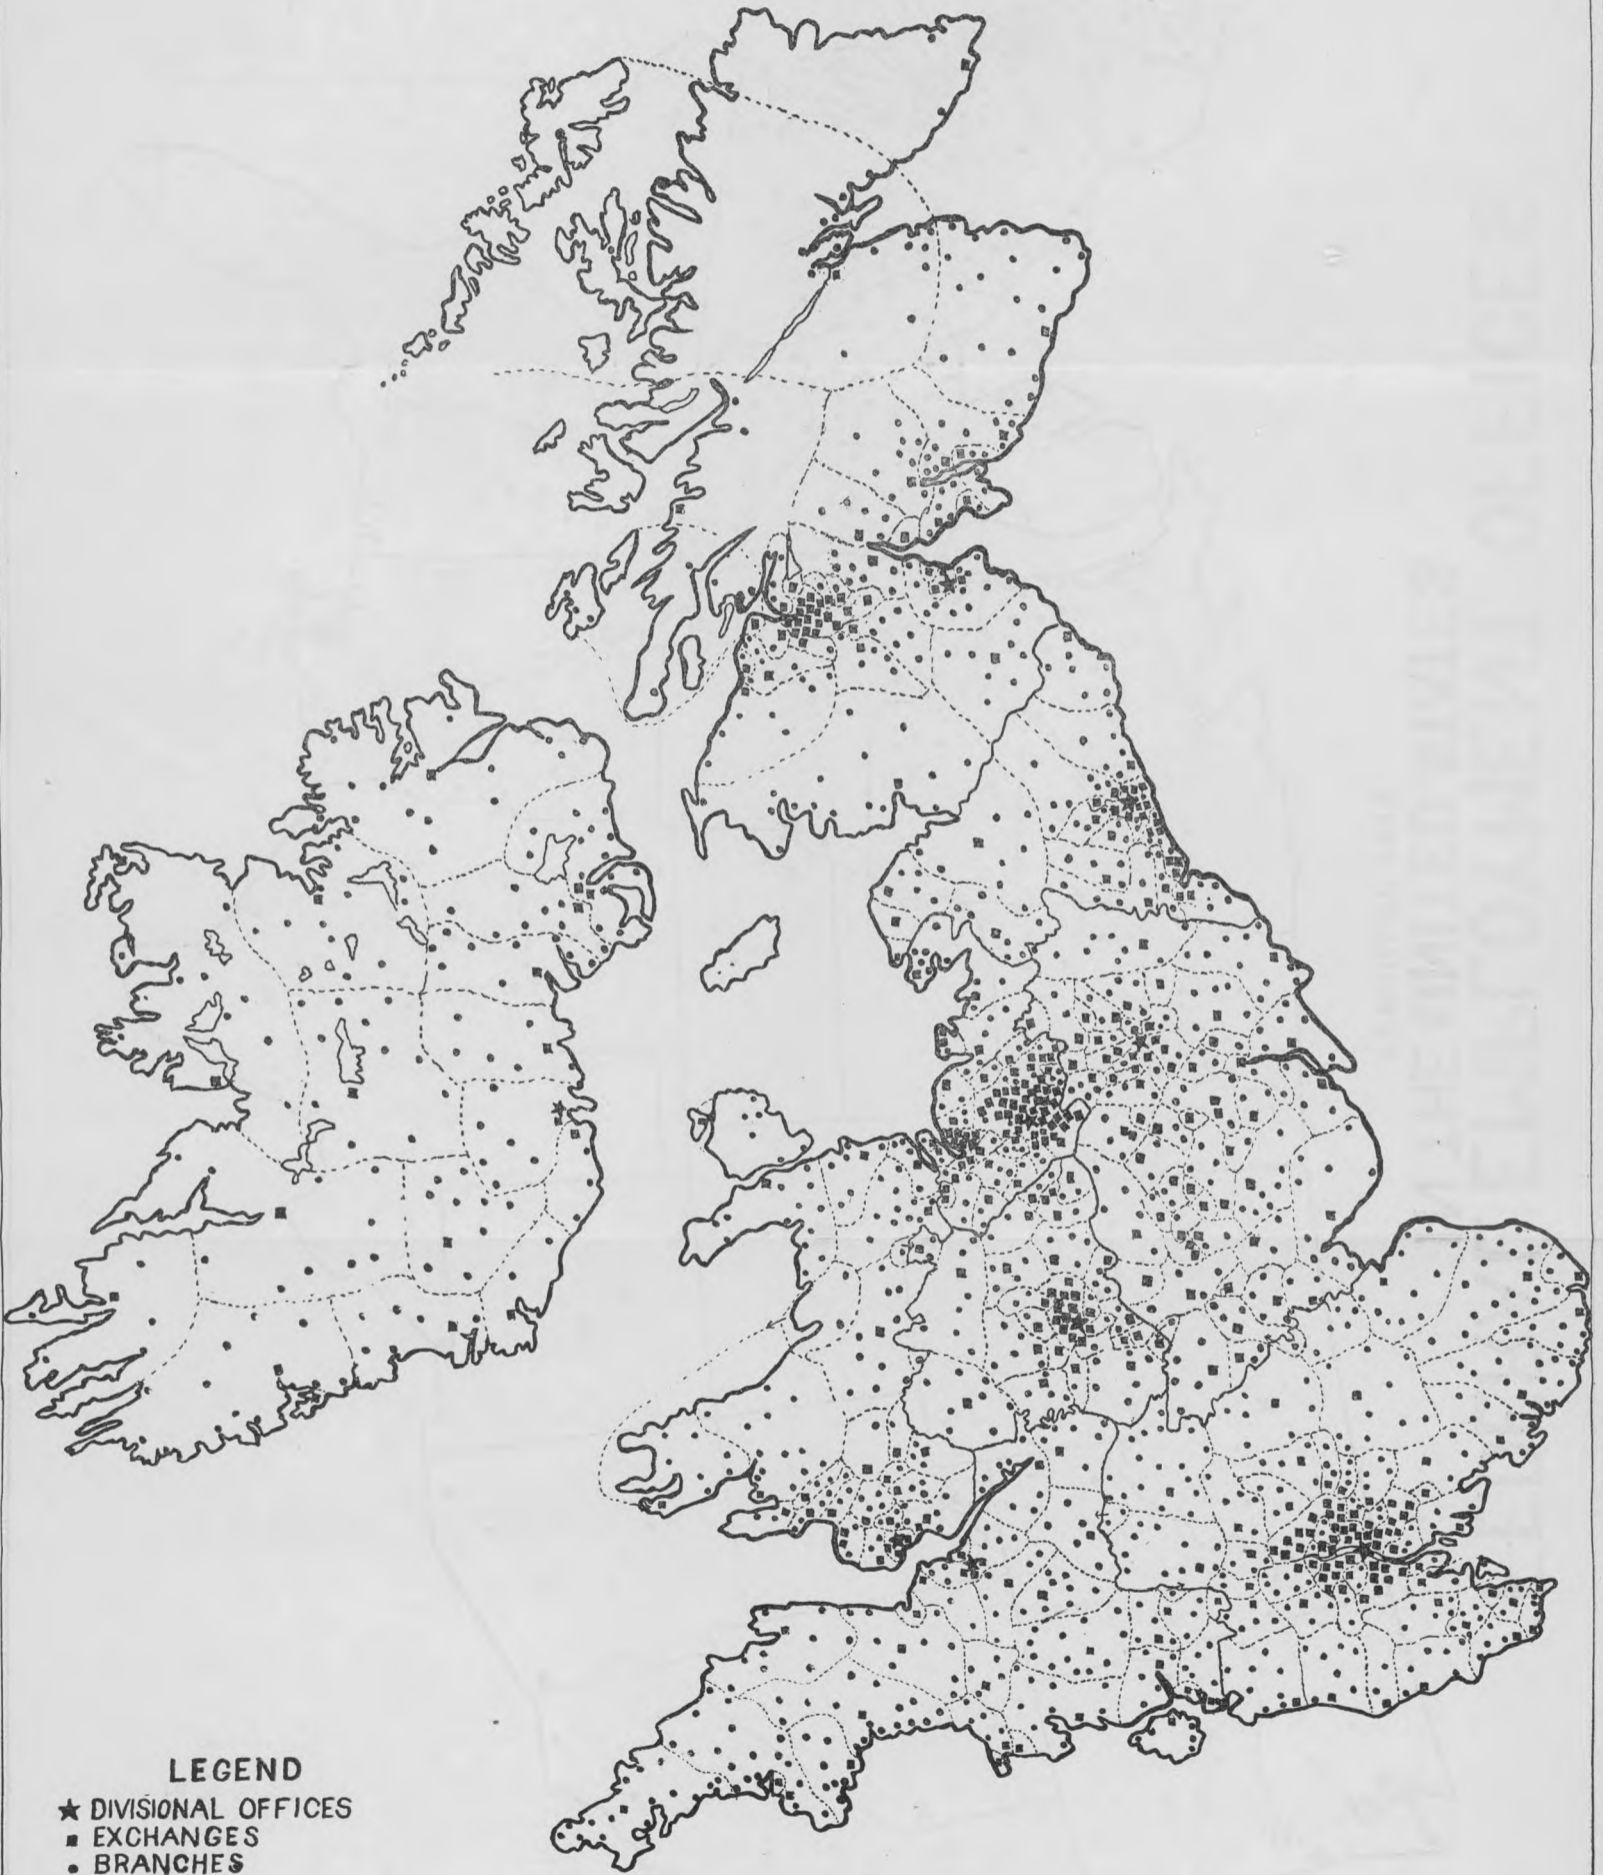 LEGEND
★ DIVISIONAL OFFICES
▪ EXCHANGES
• BRANCHES